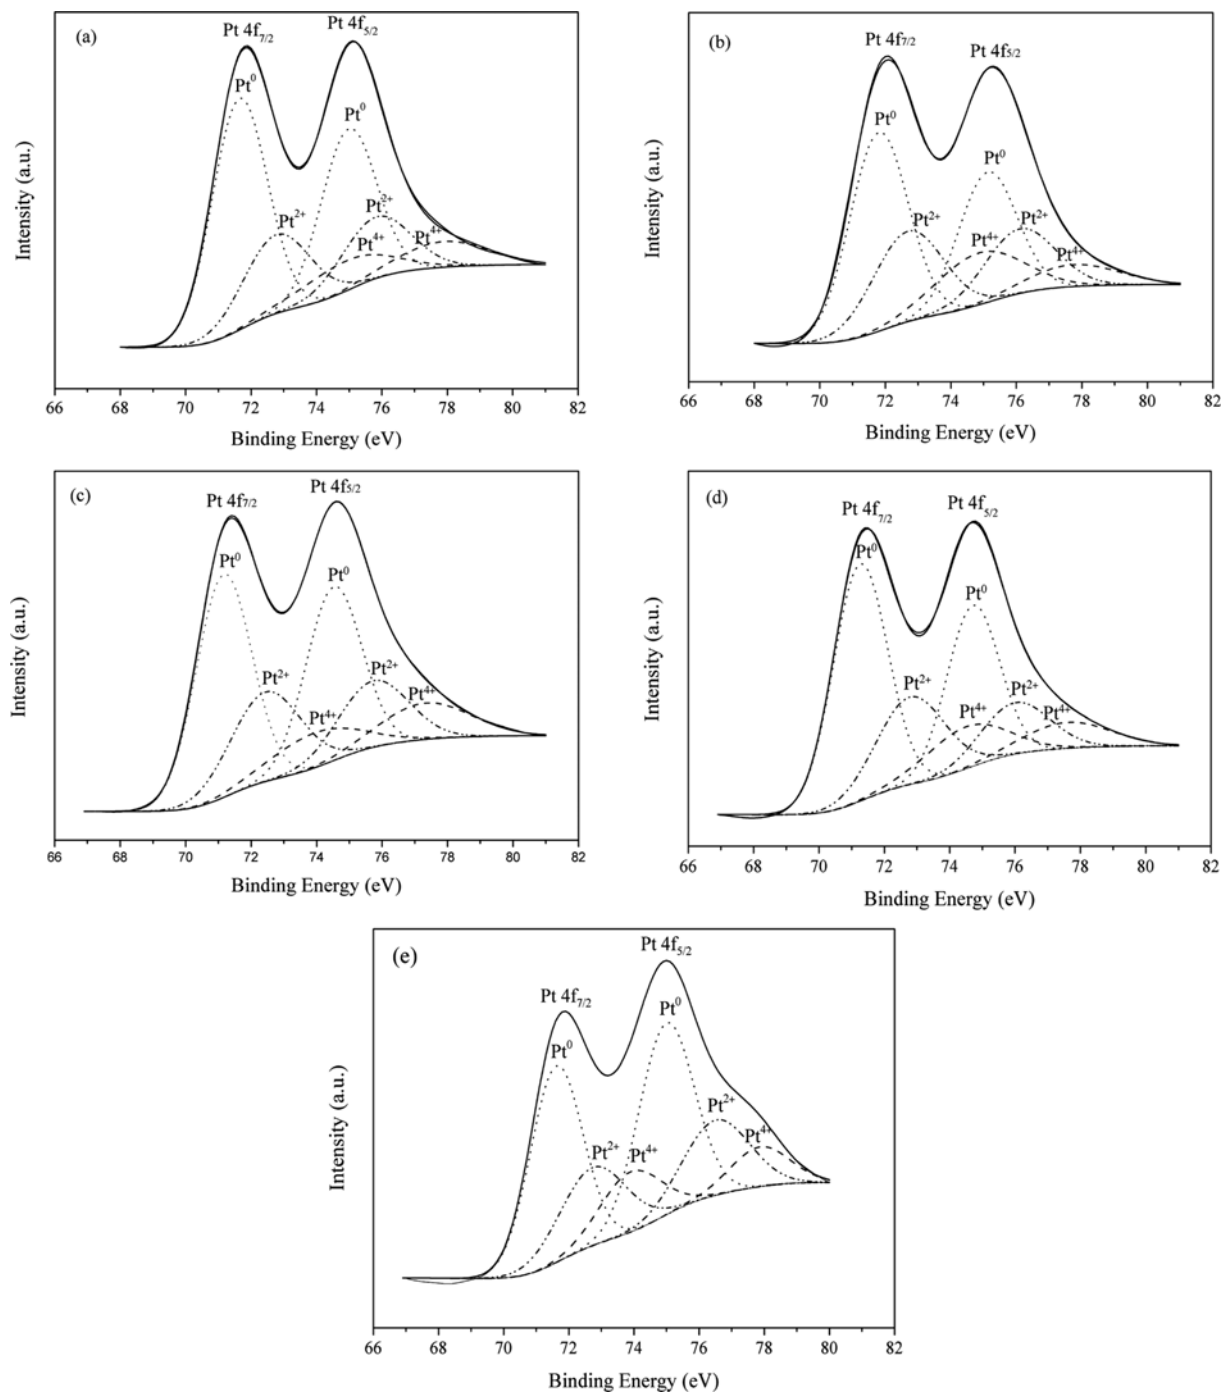 (a)
Pt 4f7/2
Pt 4f5/2
Pt0
Pt0
Pt2+
Pt2+
Pt4+
Pt4+
Intensity (a.u.)
66 68 70 72 74 76 78 80 82
Binding Energy (eV)
(b)
Pt 4f7/2
Pt 4f5/2
Pt0
Pt0
Pt2+
Pt2+
Pt4+
Pt4+
Intensity (a.u.)
66 68 70 72 74 76 78 80 82
Binding Energy (eV)
(c)
Pt 4f7/2
Pt 4f5/2
Pt0
Pt0
Pt2+
Pt2+
Pt4+
Pt4+
Intensity (a.u.)
66 68 70 72 74 76 78 80 82
Binding Energy (eV)
(d)
Pt 4f7/2
Pt 4f5/2
Pt0
Pt0
Pt2+
Pt2+
Pt4+
Pt4+
Intensity (a.u.)
66 68 70 72 74 76 78 80 82
Binding Energy (eV)
(e)
Pt 4f5/2
Pt 4f7/2
Pt0
Pt0
Pt2+
Pt2+
Pt4+
Pt4+
Intensity (a.u.)
66 68 70 72 74 76 78 80 82
Binding Energy (eV)